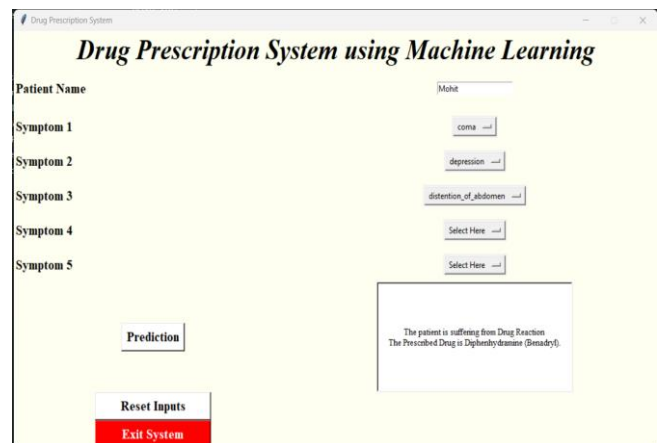 Drug Prescription System
Drug Prescription System using Machine Learning
Patient Name Mohit
Symptom 1 coma
Symptom 2 depression
Symptom 3 distention_of_abdomen
Symptom 4 Select Here
Symptom 5 Select Here
Prediction
The patient is suffering from Drug Reaction
The Prescribed Drug is Diphenhydramine (Benadryl).
Reset Inputs
Exit System